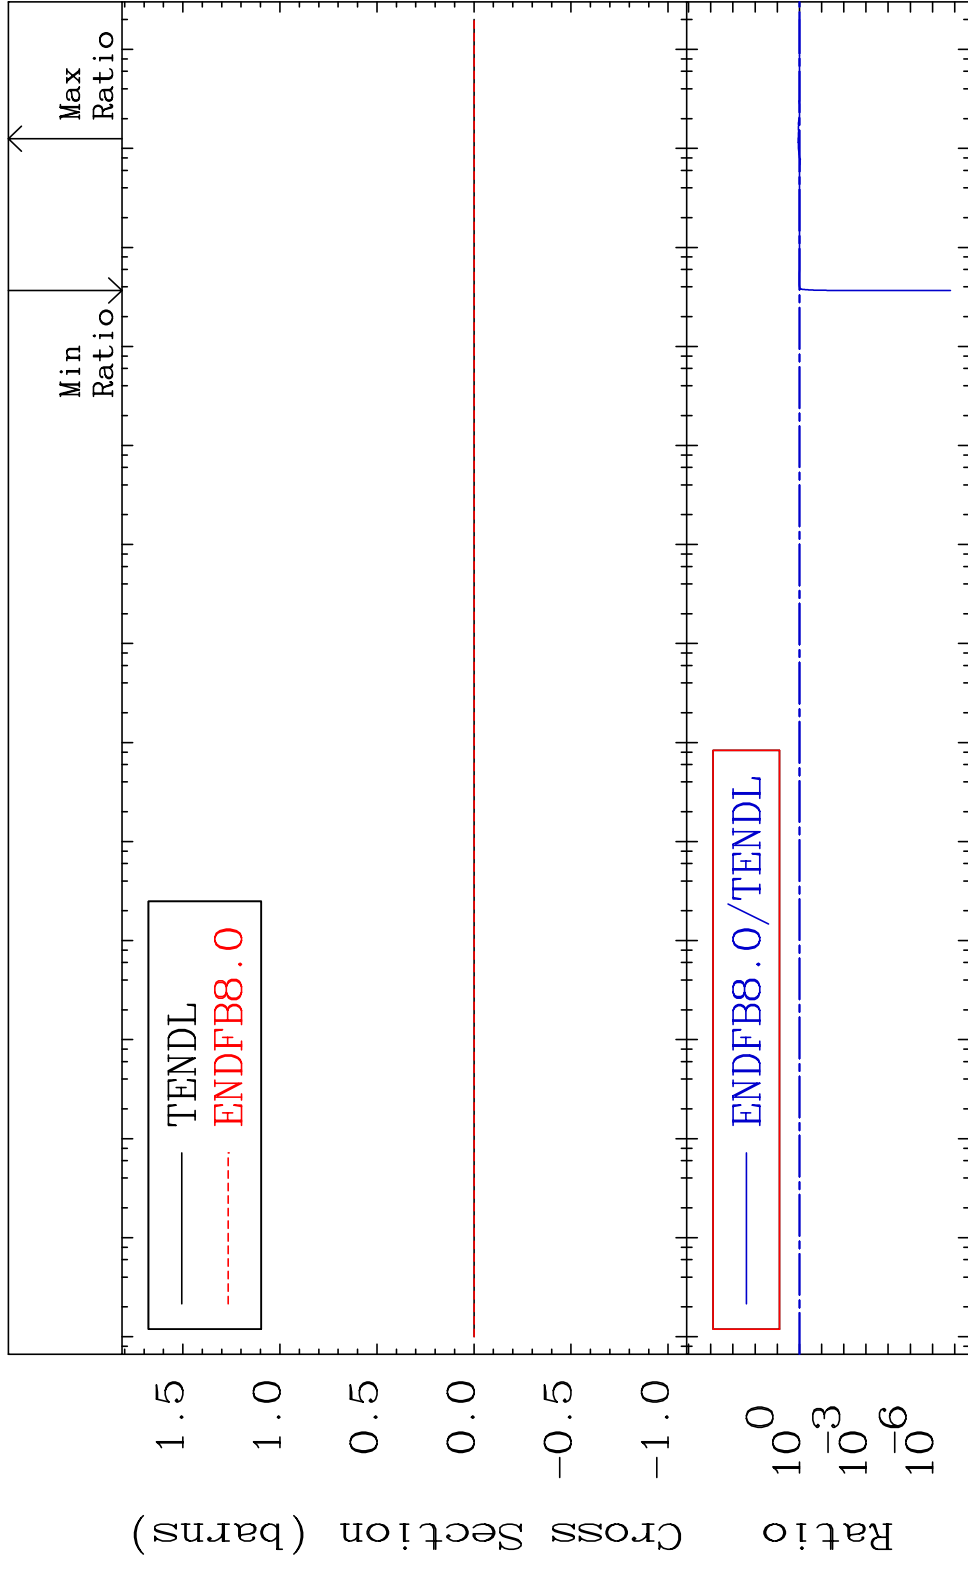 Min
Ratio
Max
Ratio
TENDL
ENDFB8.0
1.5
1.0
0.5
0.0
-0.5
-1.0
Cross Section (barns)
ENDFB8.0/TENDL
10^0
10^-3
10^-6
Ratio